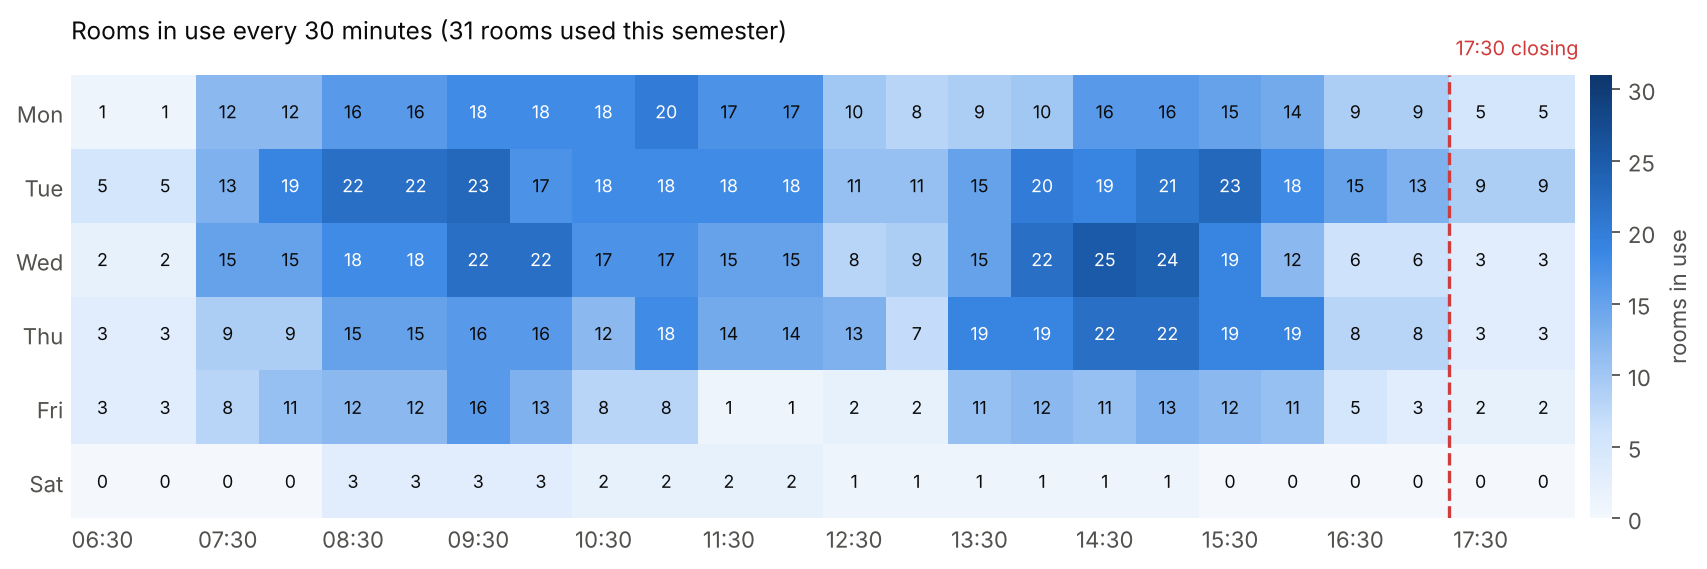 Rooms in use every 30 minutes (31 rooms used this semester)
17:30 closing
Mon 1 1 12 12 16 16 18 18 18 20 17 17 10 8 9 10 16 16 15 14 9 9 5 5
Tue 5 5 13 19 22 22 23 17 18 18 18 18 11 11 15 20 19 21 23 18 15 13 9 9
Wed 2 2 15 15 18 18 22 22 17 17 15 15 8 9 15 22 25 24 19 12 6 6 3 3
Thu 3 3 9 9 15 15 16 16 12 18 14 14 13 7 19 19 22 22 19 19 8 8 3 3
Fri 3 3 8 11 12 12 16 13 8 8 1 1 2 2 11 12 11 13 12 11 5 3 2 2
Sat 0 0 0 0 3 3 3 3 2 2 2 2 1 1 1 1 1 1 0 0 0 0 0 0
06:30 07:30 08:30 09:30 10:30 11:30 12:30 13:30 14:30 15:30 16:30 17:30
30
25
20
15
10
5
0
rooms in use